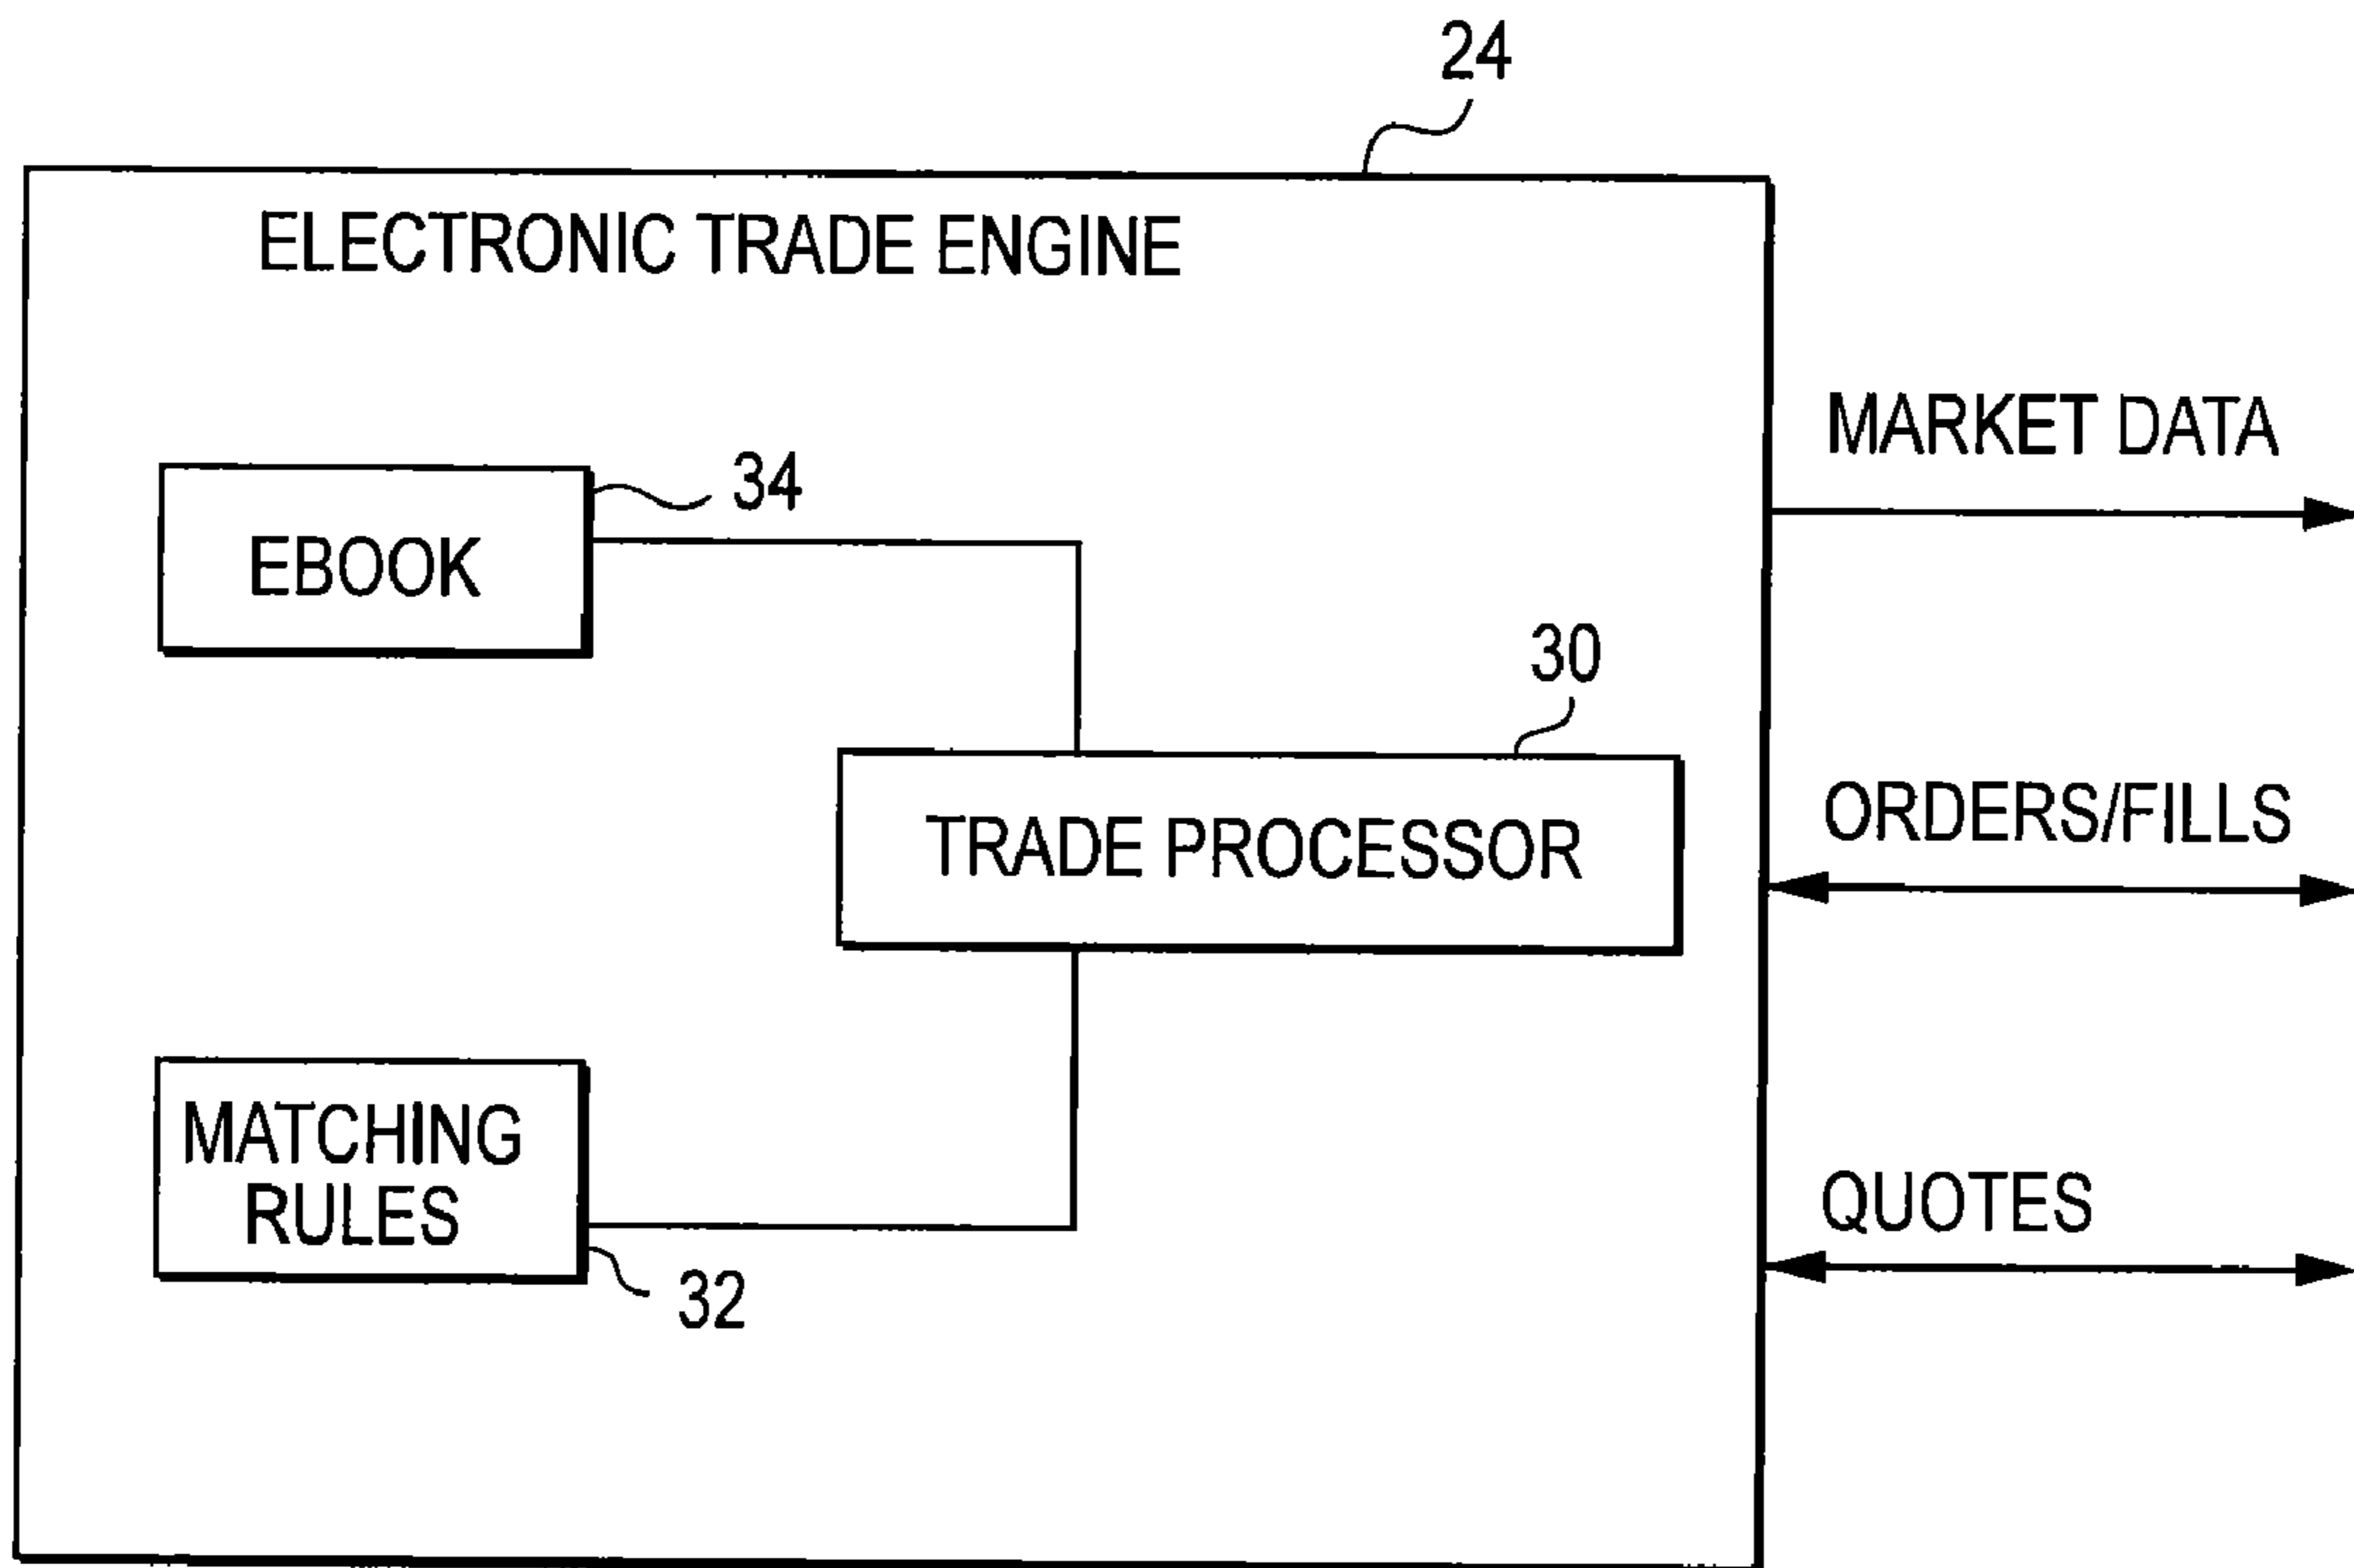 24
ELECTRONIC TRADE ENGINE
MARKET DATA
34
EBOOK
30
TRADE PROCESSOR
ORDERS/FILLS
MATCHING
RULES
32
QUOTES